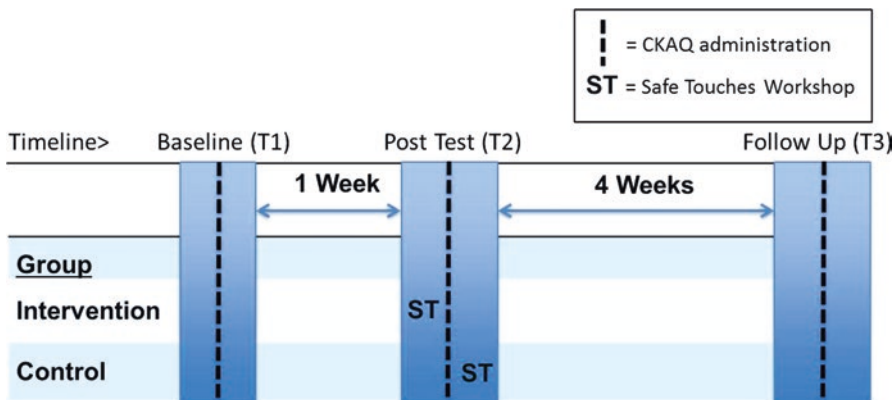 = CKAQ administration
ST = Safe Touches Workshop
Timeline> Baseline (T1) Post Test (T2) Follow Up (T3)
1 Week 4 Weeks
Group
Intervention ST
Control ST